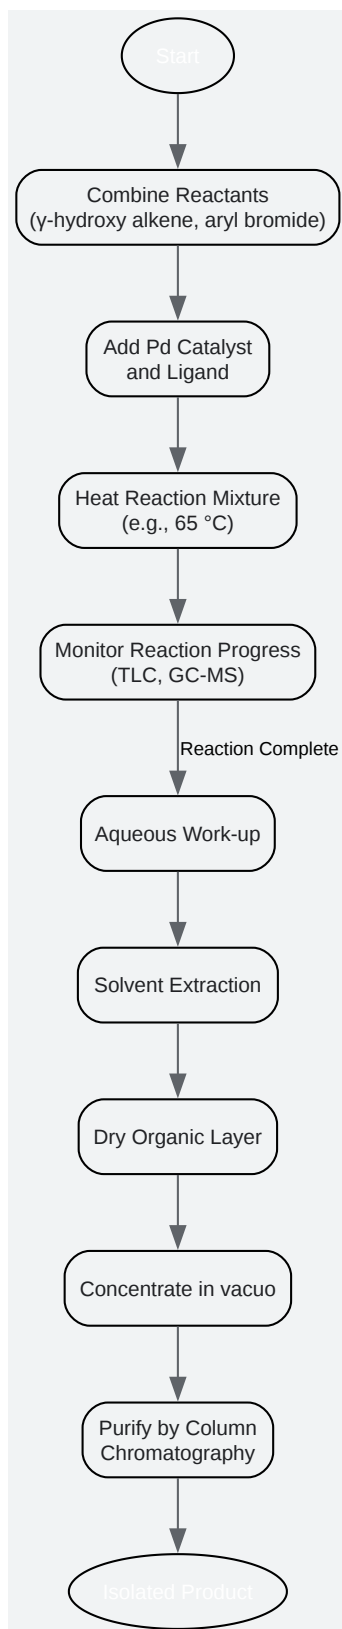 Start
Combine Reactants
(γ-hydroxy alkene, aryl bromide)
Add Pd Catalyst
and Ligand
Heat Reaction Mixture
(e.g., 65 °C)
Monitor Reaction Progress
(TLC, GC-MS)
Reaction Complete
Aqueous Work-up
Solvent Extraction
Dry Organic Layer
Concentrate in vacuo
Purify by Column
Chromatography
Isolated Product